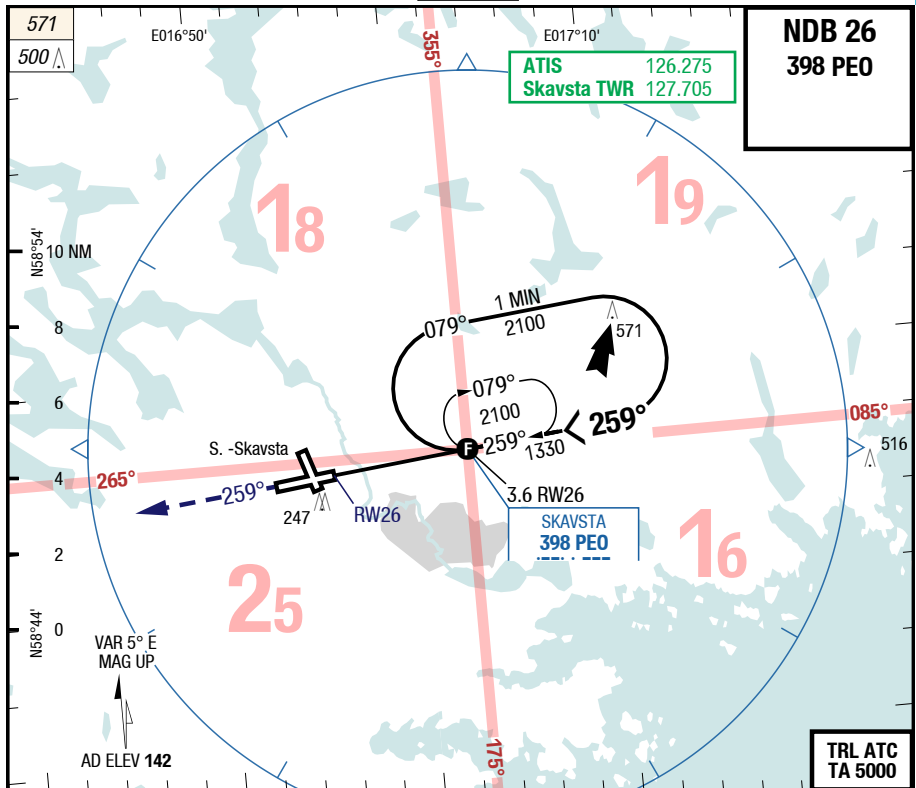 571
500
E016°50'
355°
E017°10'
ATIS 126.275
Skavsta TWR 127.705
NDB 26
398 PEO
18
19
N58°54'
10 NM
8
6
4
2
0
N58°44'
079°
1 MIN
2100
571
079°
2100
259°
1330
259°
085°
516
S. -Skavsta
265°
259°
247
RW26
3.6 RW26
SKAVSTA
398 PEO
25
16
VAR 5° E
MAG UP
AD ELEV 142
175°
TRL ATC
TA 5000